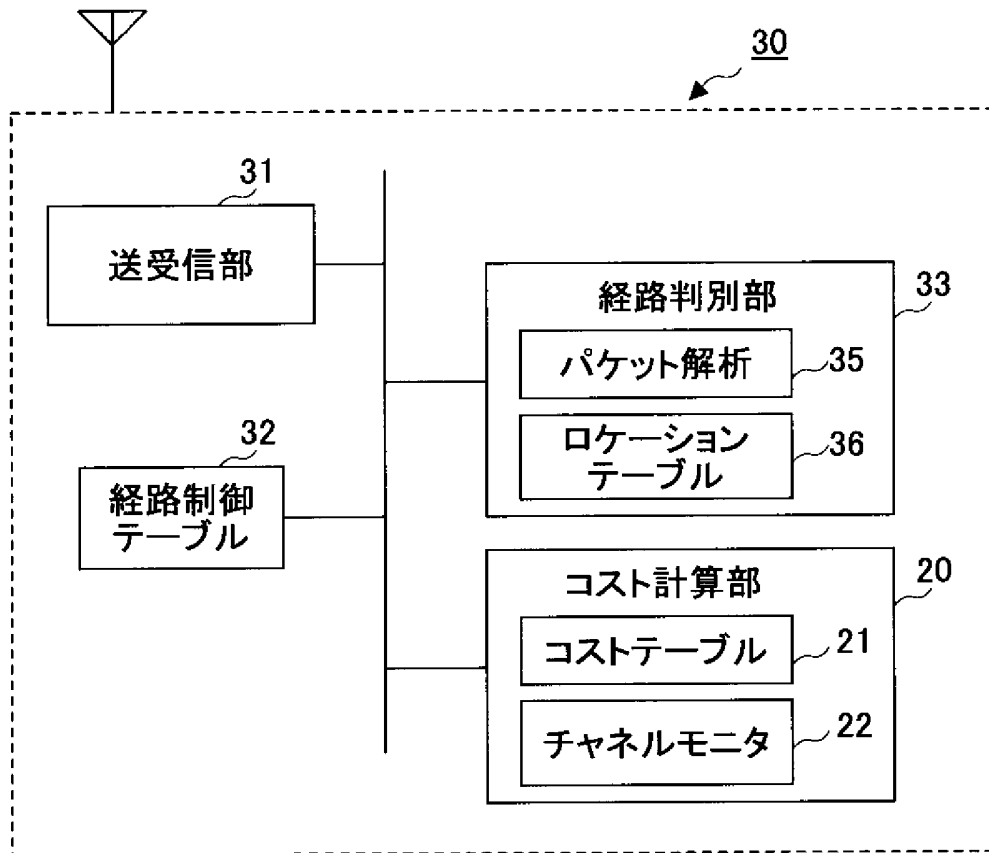 30
31
送受信部
経路判別部
33
パケット解析
35
ロケーション
テーブル
36
32
経路制御
テーブル
コスト計算部
20
コストテーブル
21
チャネルモニタ
22